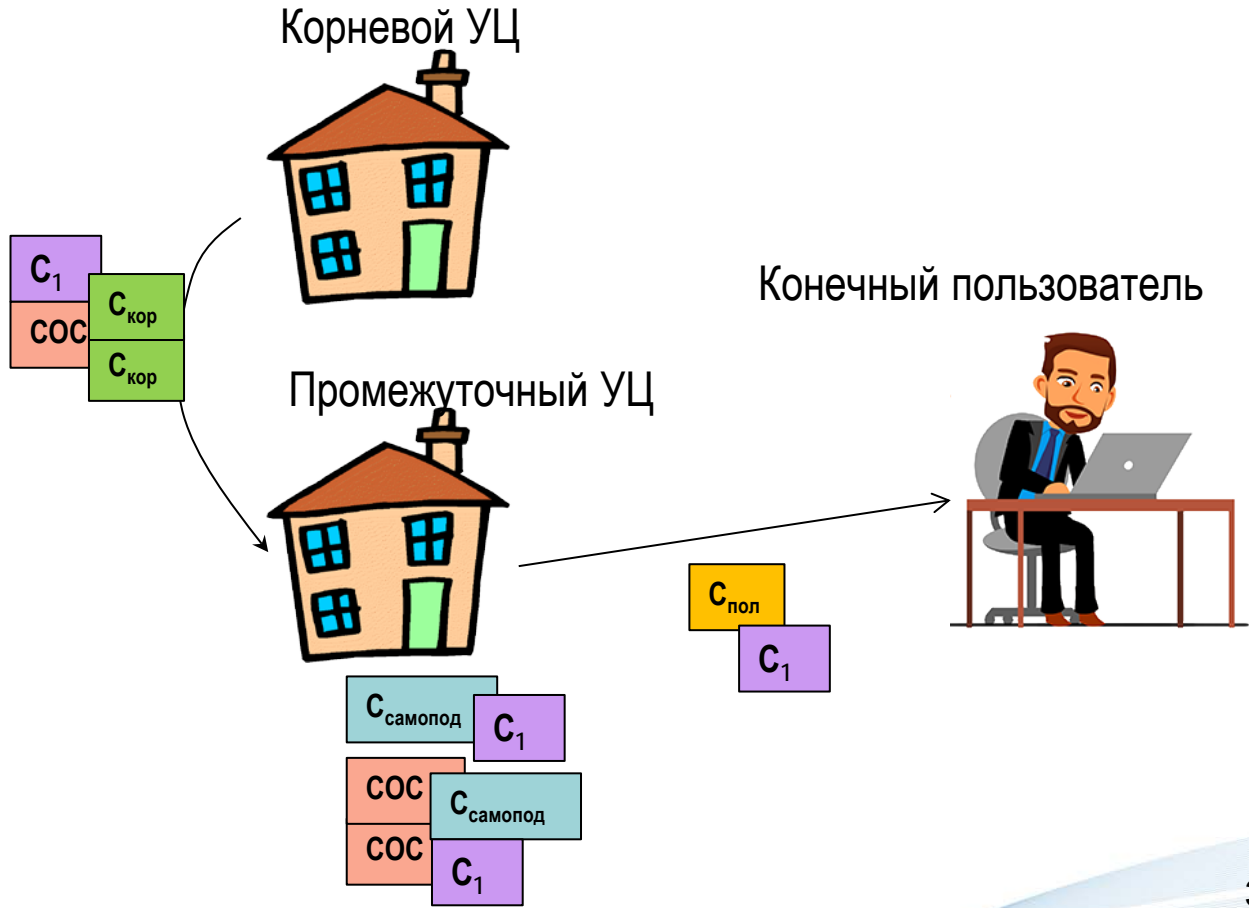 Корневой УЦ
С₁
Скор
СОС
Скор
Конечный пользователь
Промежуточный УЦ
Спол
С₁
Ссамопод
С₁
СОС
Ссамопод
СОС
С₁